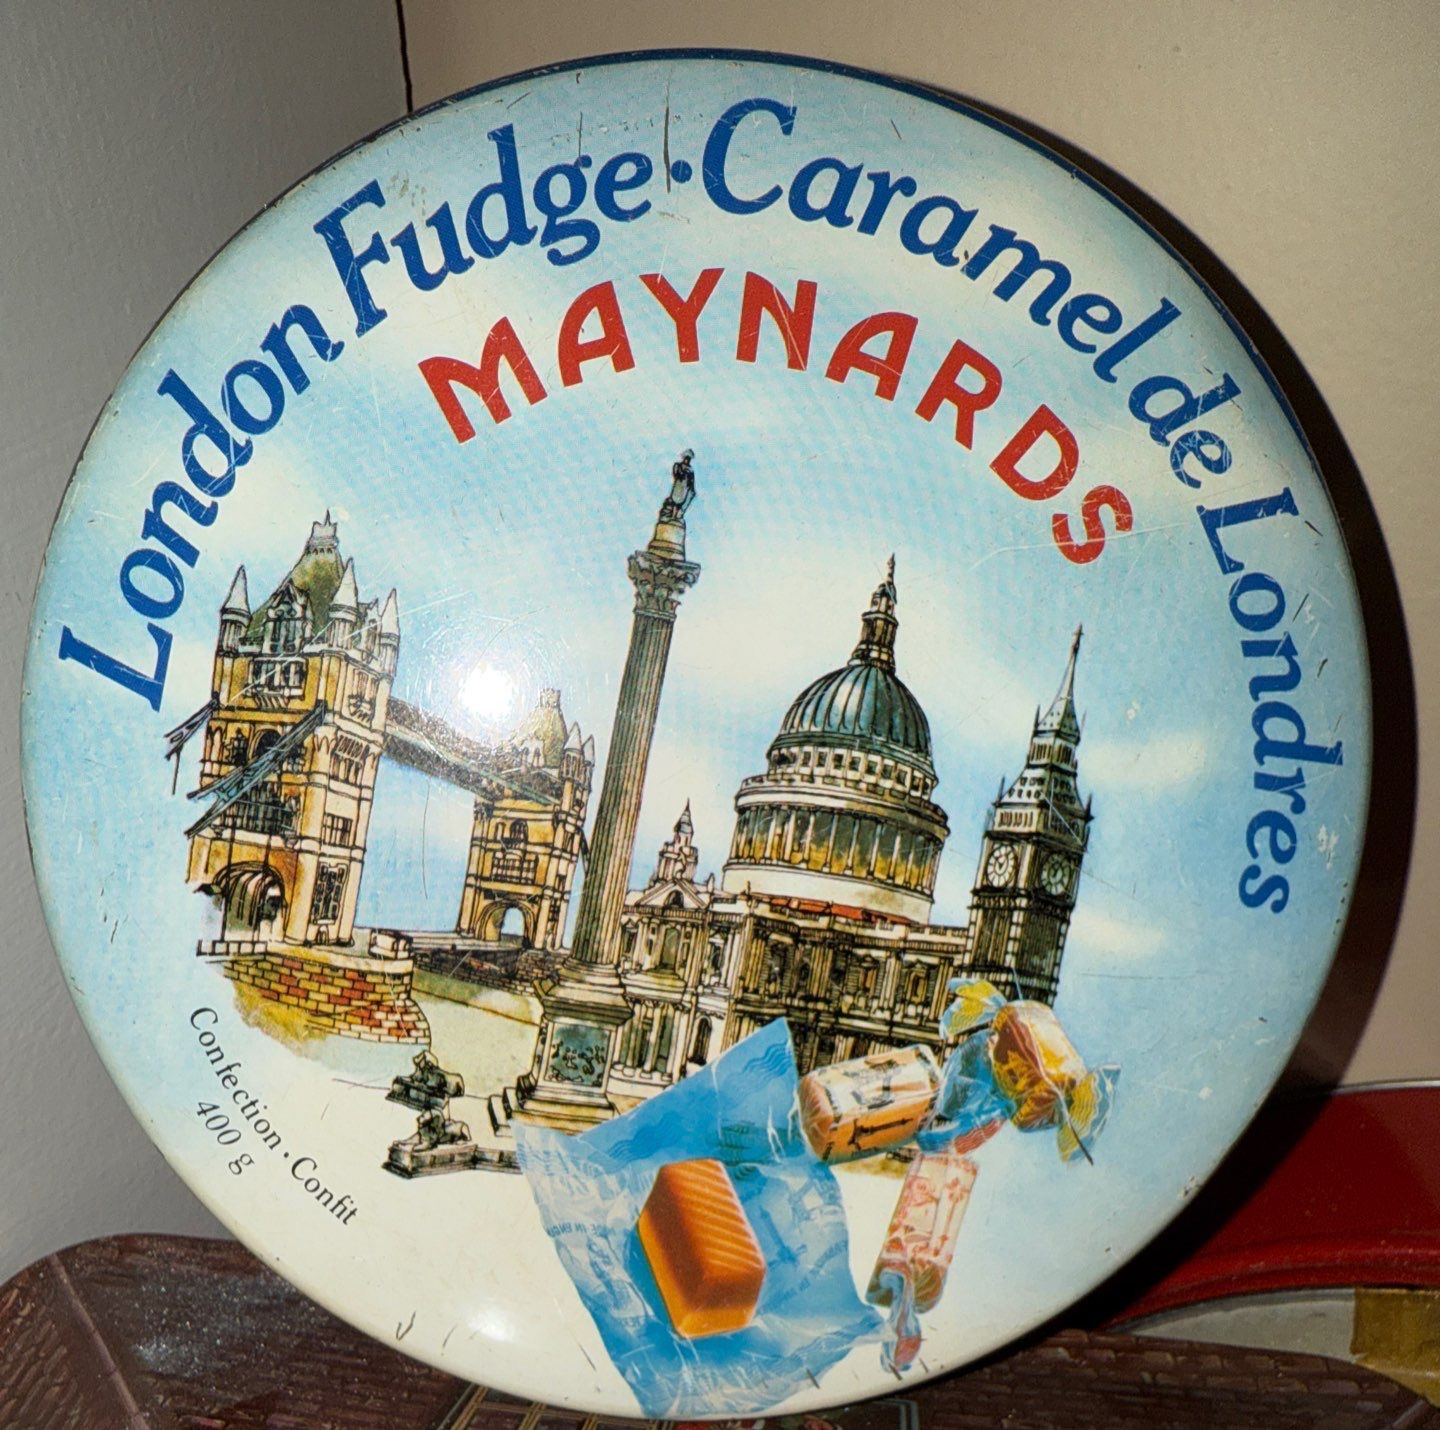 London Fudge · Caramel de Londres
MAYNARDS
Confection · Confit
400 g